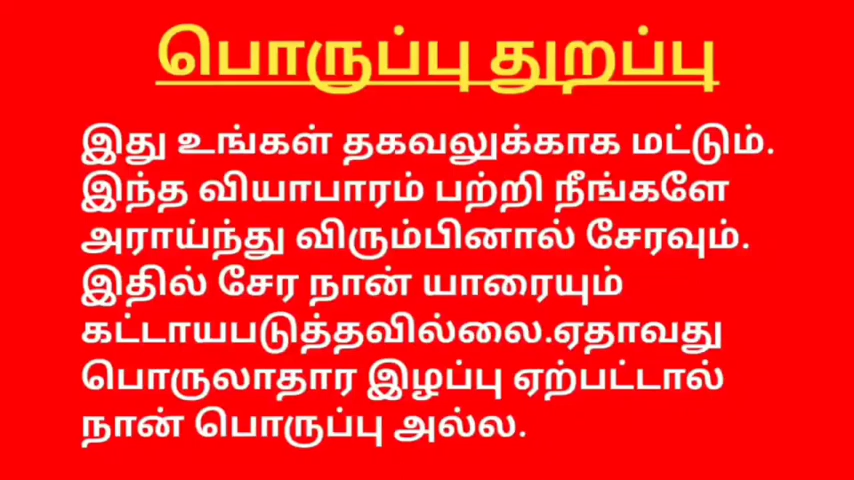 பொருப்பு துறப்பு
இது உங்கள் தகவலுக்காக மட்டும்.
இந்த வியாபாரம் பற்றி நீங்களே
அராய்ந்து விரும்பினால் சேரவும்.
இதில் சேர நான் யாரையும்
கட்டாயபடுத்தவில்லை.ஏதாவது
பொருலாதார இழப்பு ஏற்பட்டால்
நான் பொருப்பு அல்ல.